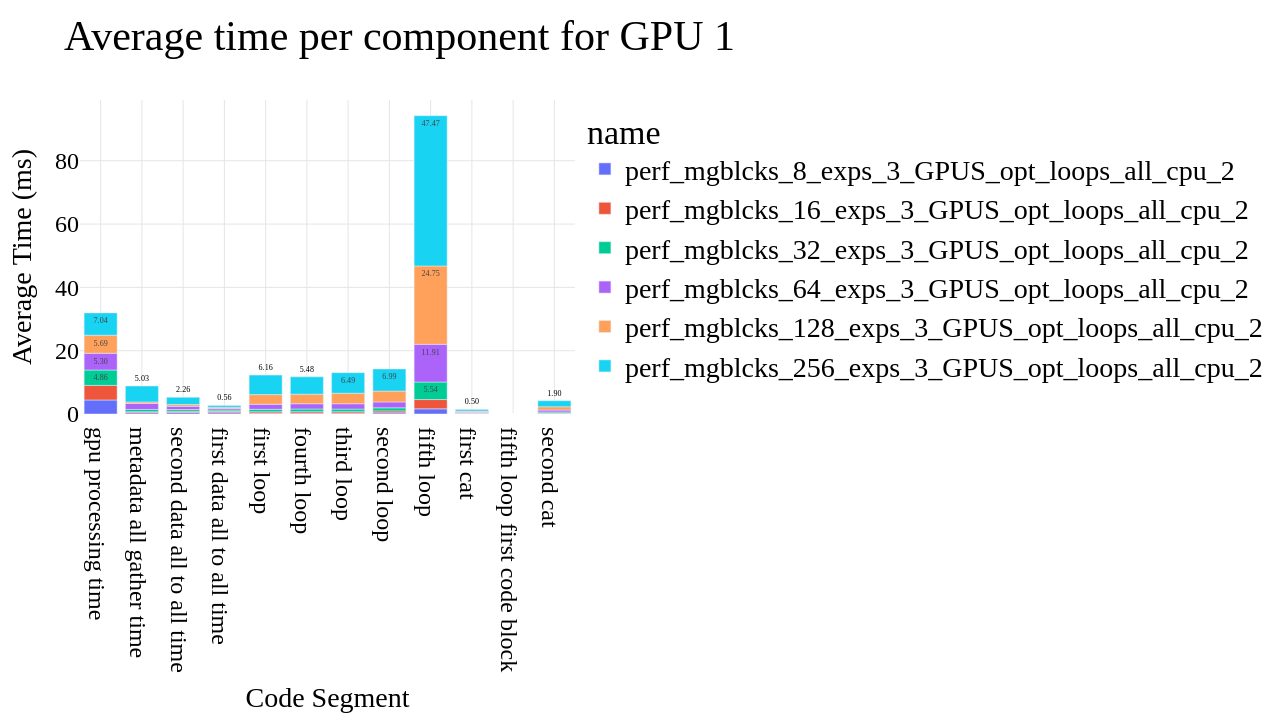 Average time per component for GPU 1
Average Time (ms)
80
60
40
20
0
47.47
24.75
11.91
5.54
7.04
5.69
5.30
4.86
5.03
2.26
0.56
6.16
5.48
6.49
6.99
0.50
1.90
gpu processing time
metadata all gather time
second data all to all time
first data all to all time
first loop
fourth loop
third loop
second loop
fifth loop
first cat
fifth loop first code block
second cat
Code Segment
name
perf_mgblcks_8_exps_3_GPUS_opt_loops_all_cpu_2
perf_mgblcks_16_exps_3_GPUS_opt_loops_all_cpu_2
perf_mgblcks_32_exps_3_GPUS_opt_loops_all_cpu_2
perf_mgblcks_64_exps_3_GPUS_opt_loops_all_cpu_2
perf_mgblcks_128_exps_3_GPUS_opt_loops_all_cpu_2
perf_mgblcks_256_exps_3_GPUS_opt_loops_all_cpu_2